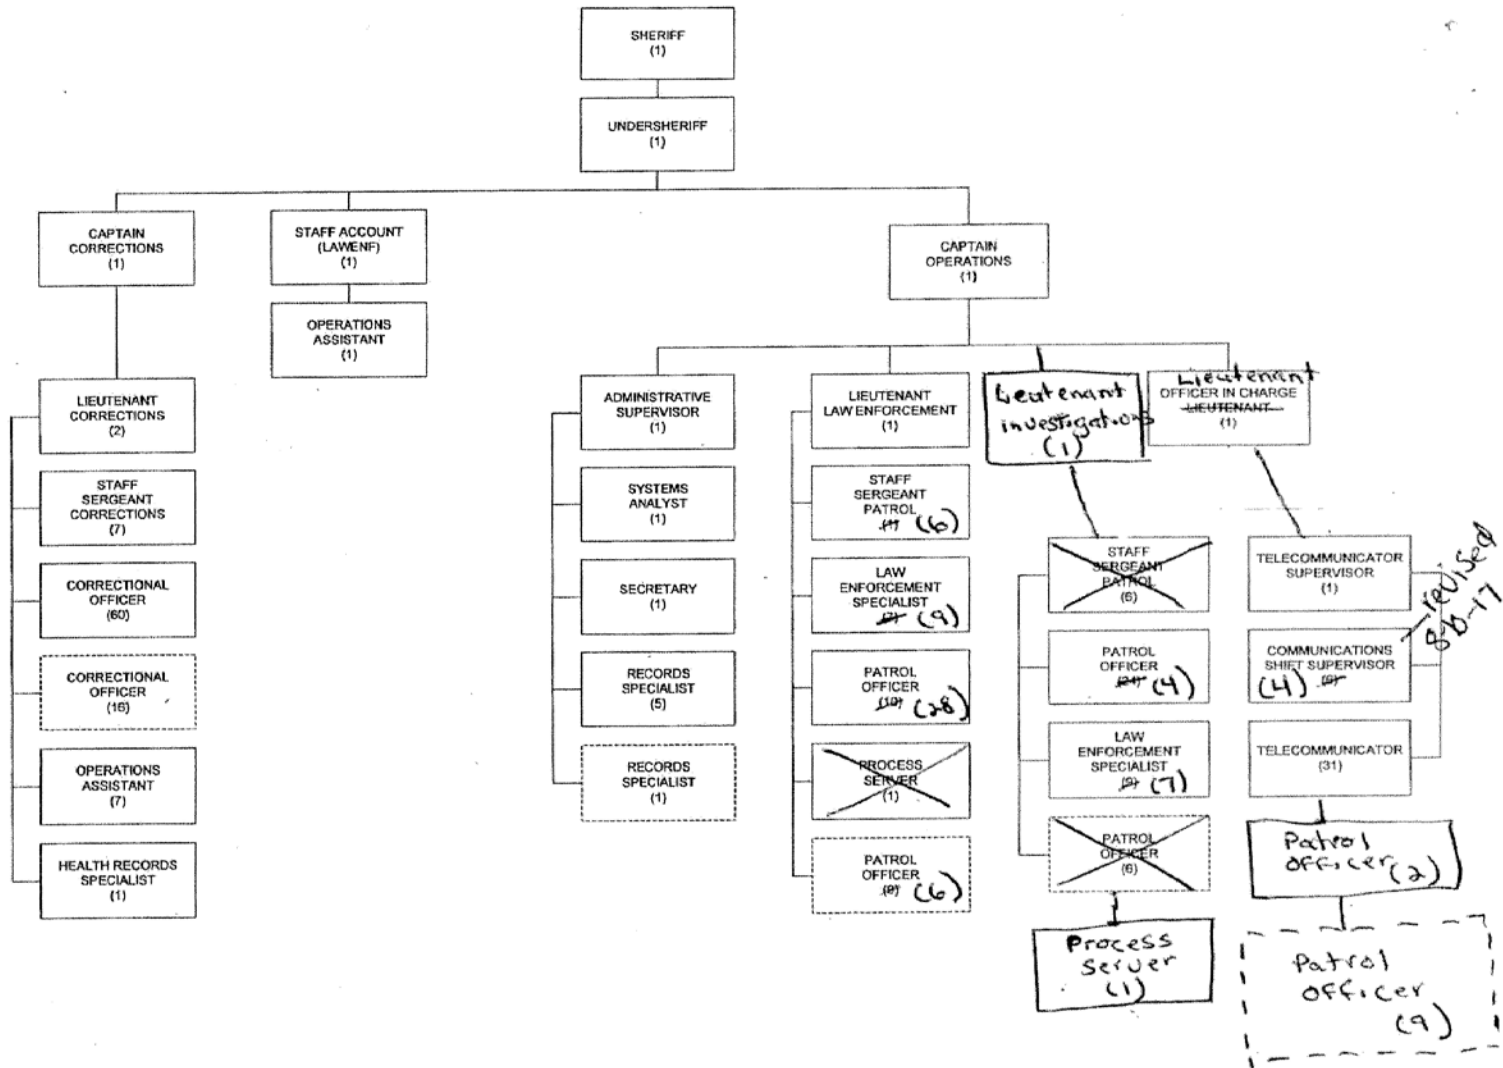 SHERIFF
(1)
UNDERSHERIFF
(1)
CAPTAIN
CORRECTIONS
(1)
STAFF ACCOUNT
(LAWENF)
(1)
OPERATIONS
ASSISTANT
(1)
CAPTAIN
OPERATIONS
(1)
LIEUTENANT
CORRECTIONS
(2)
STAFF
SERGEANT
CORRECTIONS
(7)
CORRECTIONAL
OFFICER
(60)
CORRECTIONAL
OFFICER
(16)
OPERATIONS
ASSISTANT
(7)
HEALTH RECORDS
SPECIALIST
(1)
ADMINISTRATIVE
SUPERVISOR
(1)
SYSTEMS
ANALYST
(1)
SECRETARY
(1)
RECORDS
SPECIALIST
(5)
RECORDS
SPECIALIST
(1)
LIEUTENANT
LAW ENFORCEMENT
(1)
STAFF
SERGEANT
PATROL
(6)
LAW
ENFORCEMENT
SPECIALIST
(9)
PATROL
OFFICER
(10) (28)
PROCESS
SERVER
(1)
PATROL
OFFICER
(8) (6)
Lieutenant
investigations
(1)
STAFF
SERGEANT
PATROL
(6)
PATROL
OFFICER
(21) (4)
LAW
ENFORCEMENT
SPECIALIST
(9) (7)
PATROL
OFFICER
(6)
Process
Server
(1)
Lieutenant
OFFICER IN CHARGE
LIEUTENANT
(1)
TELECOMMUNICATOR
SUPERVISOR
(1)
COMMUNICATIONS
SHIFT SUPERVISOR
(4) (6)
revised
TELECOMMUNICATOR
(31)
Patrol
Officer (2)
Patrol
Officer
(9)